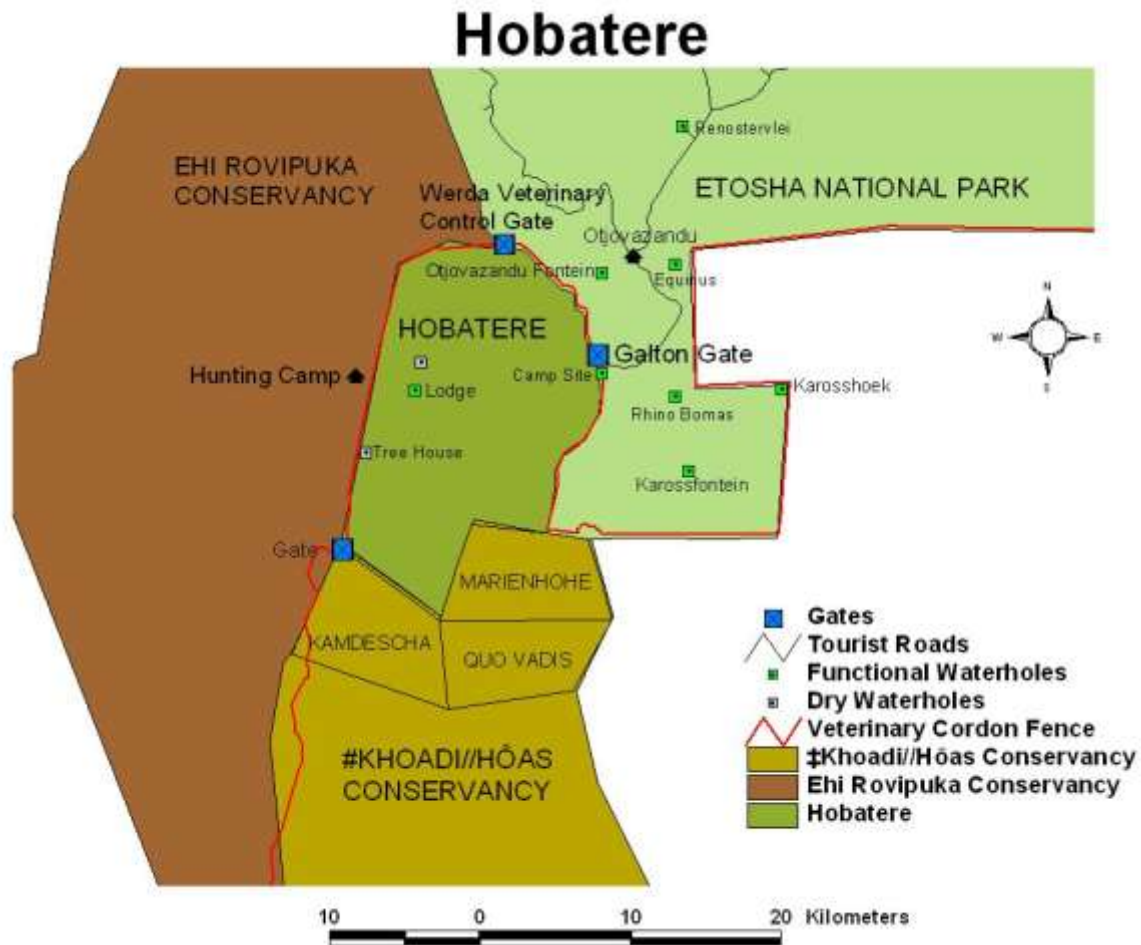 Hobatere
Renostervlei
EHI ROVIPUKA
CONSERVANCY
ETOSHA NATIONAL PARK
Werda Veterinary
Control Gate
Otjovazandu
Otjovazandu Fontein
Equinus
N
W
E
S
HOBATERE
Galton Gate
Hunting Camp
Camp Site
Karosshoek
Lodge
Rhino Bomas
Tree House
Karossfontein
Gate
MARIENHOHE
KAMDESCHA
QUO VADIS
#KHOADI//HÔAS
CONSERVANCY
Gates
Tourist Roads
Functional Waterholes
Dry Waterholes
Veterinary Cordon Fence
‡Khoadi//Hôas Conservancy
Ehi Rovipuka Conservancy
Hobatere
10 0 10 20 Kilometers